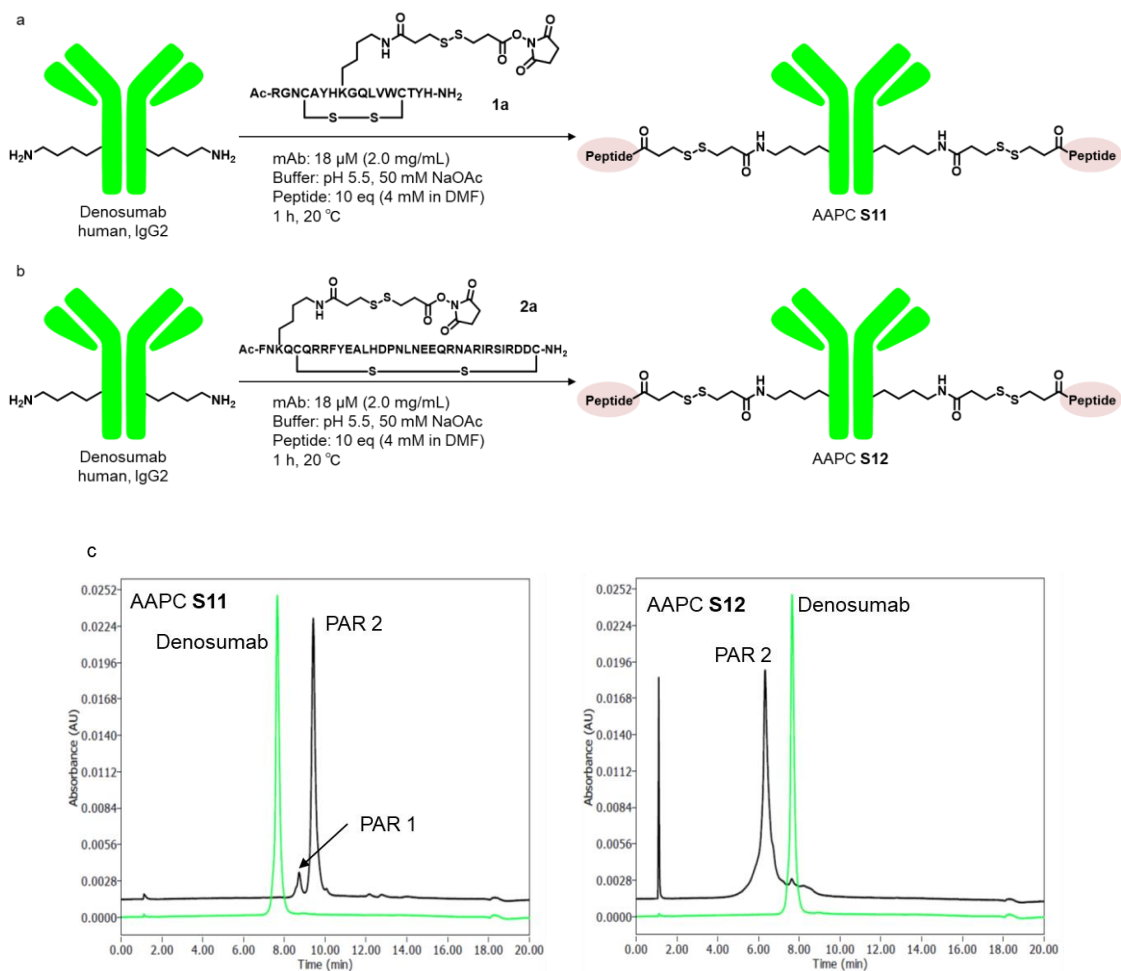 a
O
N
H
O
S
S
O
O
N
O
O
Ac-RGNCAYHKGQLVWCTYH-NH2
1a
S
S
H2N
NH2
Denosumab
human, IgG2
mAb: 18 µM (2.0 mg/mL)
Buffer: pH 5.5, 50 mM NaOAc
Peptide: 10 eq (4 mM in DMF)
1 h, 20 °C
Peptide
O
S
S
O
N
H
H
N
O
S
S
O
Peptide
AAPC S11
b
O
N
H
O
S
S
O
O
N
O
O
2a
Ac-FNKQCQRRFYEALHDPNLNEEQRNARIRSIRDDC-NH2
S
S
H2N
NH2
Denosumab
human, IgG2
mAb: 18 µM (2.0 mg/mL)
Buffer: pH 5.5, 50 mM NaOAc
Peptide: 10 eq (4 mM in DMF)
1 h, 20 °C
Peptide
O
S
S
O
H
N
H
N
O
S
S
O
Peptide
AAPC S12
c
AAPC S11
Denosumab
PAR 2
PAR 1
Absorbance (AU)
0.0252
0.0224
0.0196
0.0168
0.0140
0.0112
0.0084
0.0056
0.0028
0.0000
0.00 2.00 4.00 6.00 8.00 10.00 12.00 14.00 16.00 18.00 20.00
Time (min)
AAPC S12
Denosumab
PAR 2
Absorbance (AU)
0.0252
0.0224
0.0196
0.0168
0.0140
0.0112
0.0084
0.0056
0.0028
0.0000
0.00 2.00 4.00 6.00 8.00 10.00 12.00 14.00 16.00 18.00 20.00
Time (min)